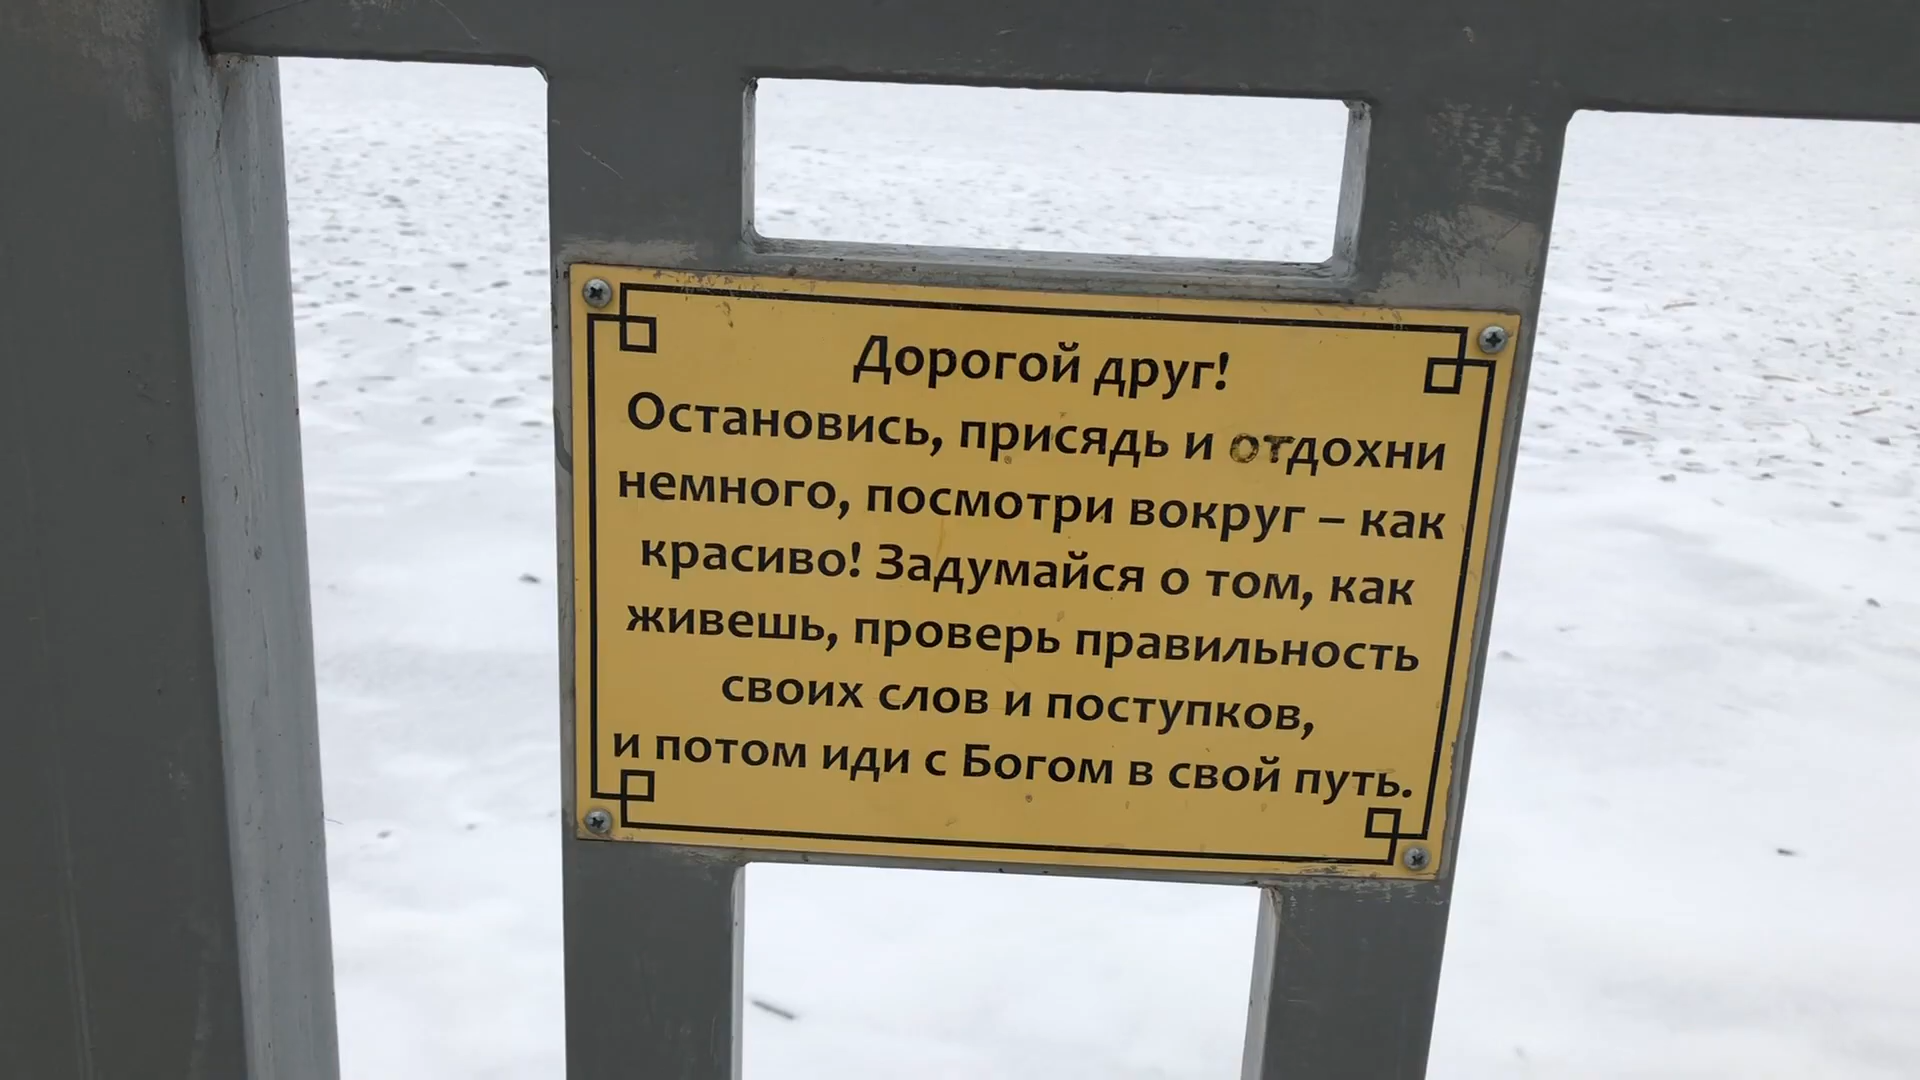 Дорогой друг!
Остановись, присядь и отдохни
немного, посмотри вокруг – как
красиво! Задумайся о том, как
живешь, проверь правильность
своих слов и поступков,
и потом иди с Богом в свой путь.